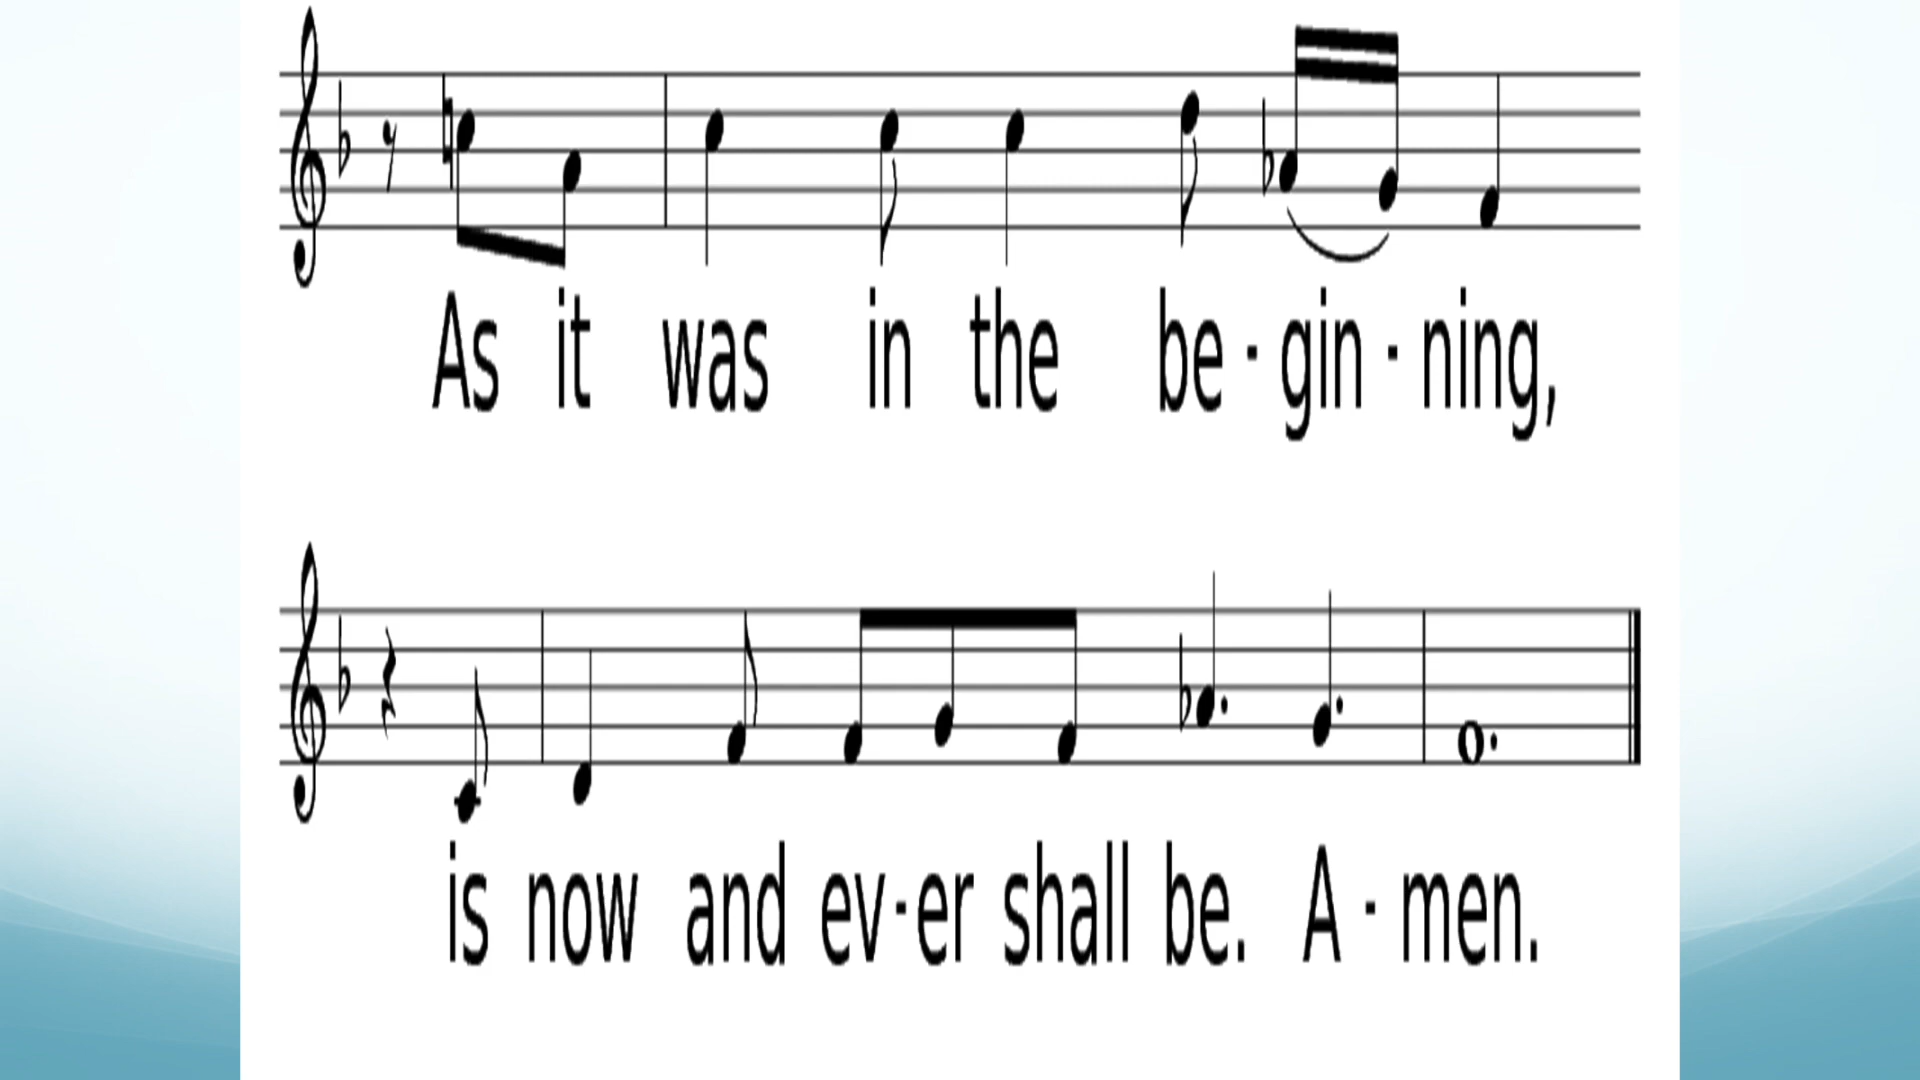 As it was in the be - gin - ning,
is now and ev - er shall be. A - men.